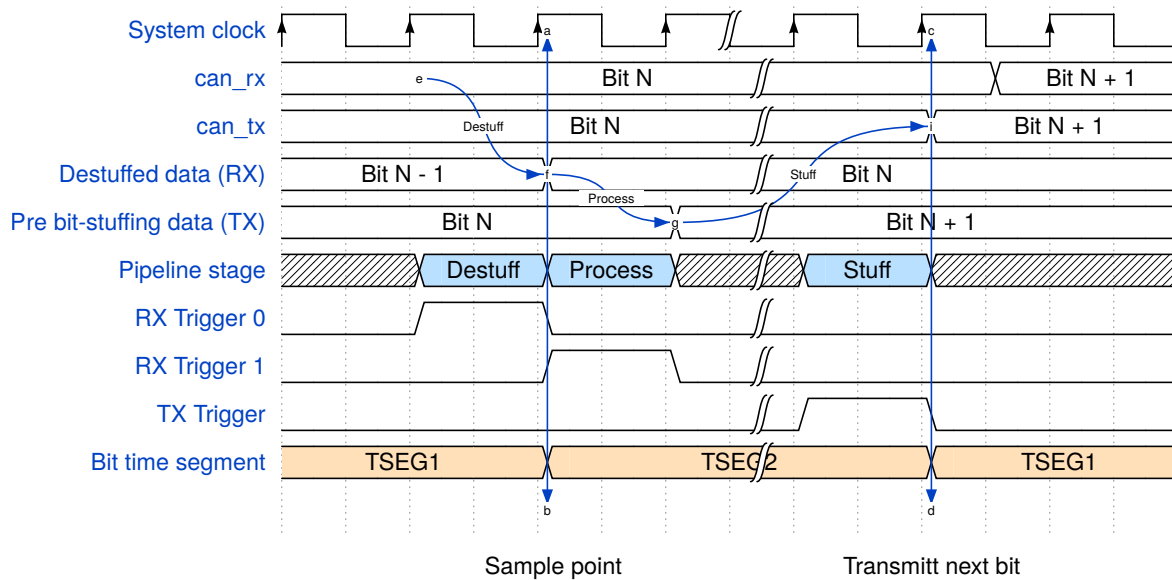 System clock a c
can_rx e Bit N Bit N + 1
can_tx Destuff Bit N i Bit N + 1
Destuffed data (RX) Bit N - 1 f Stuff Bit N
Process
Pre bit-stuffing data (TX) Bit N g Bit N + 1
Pipeline stage Destuff Process Stuff
RX Trigger 0
RX Trigger 1
TX Trigger
Bit time segment TSEG1 TSEG2 TSEG1
b d
Sample point Transmitt next bit